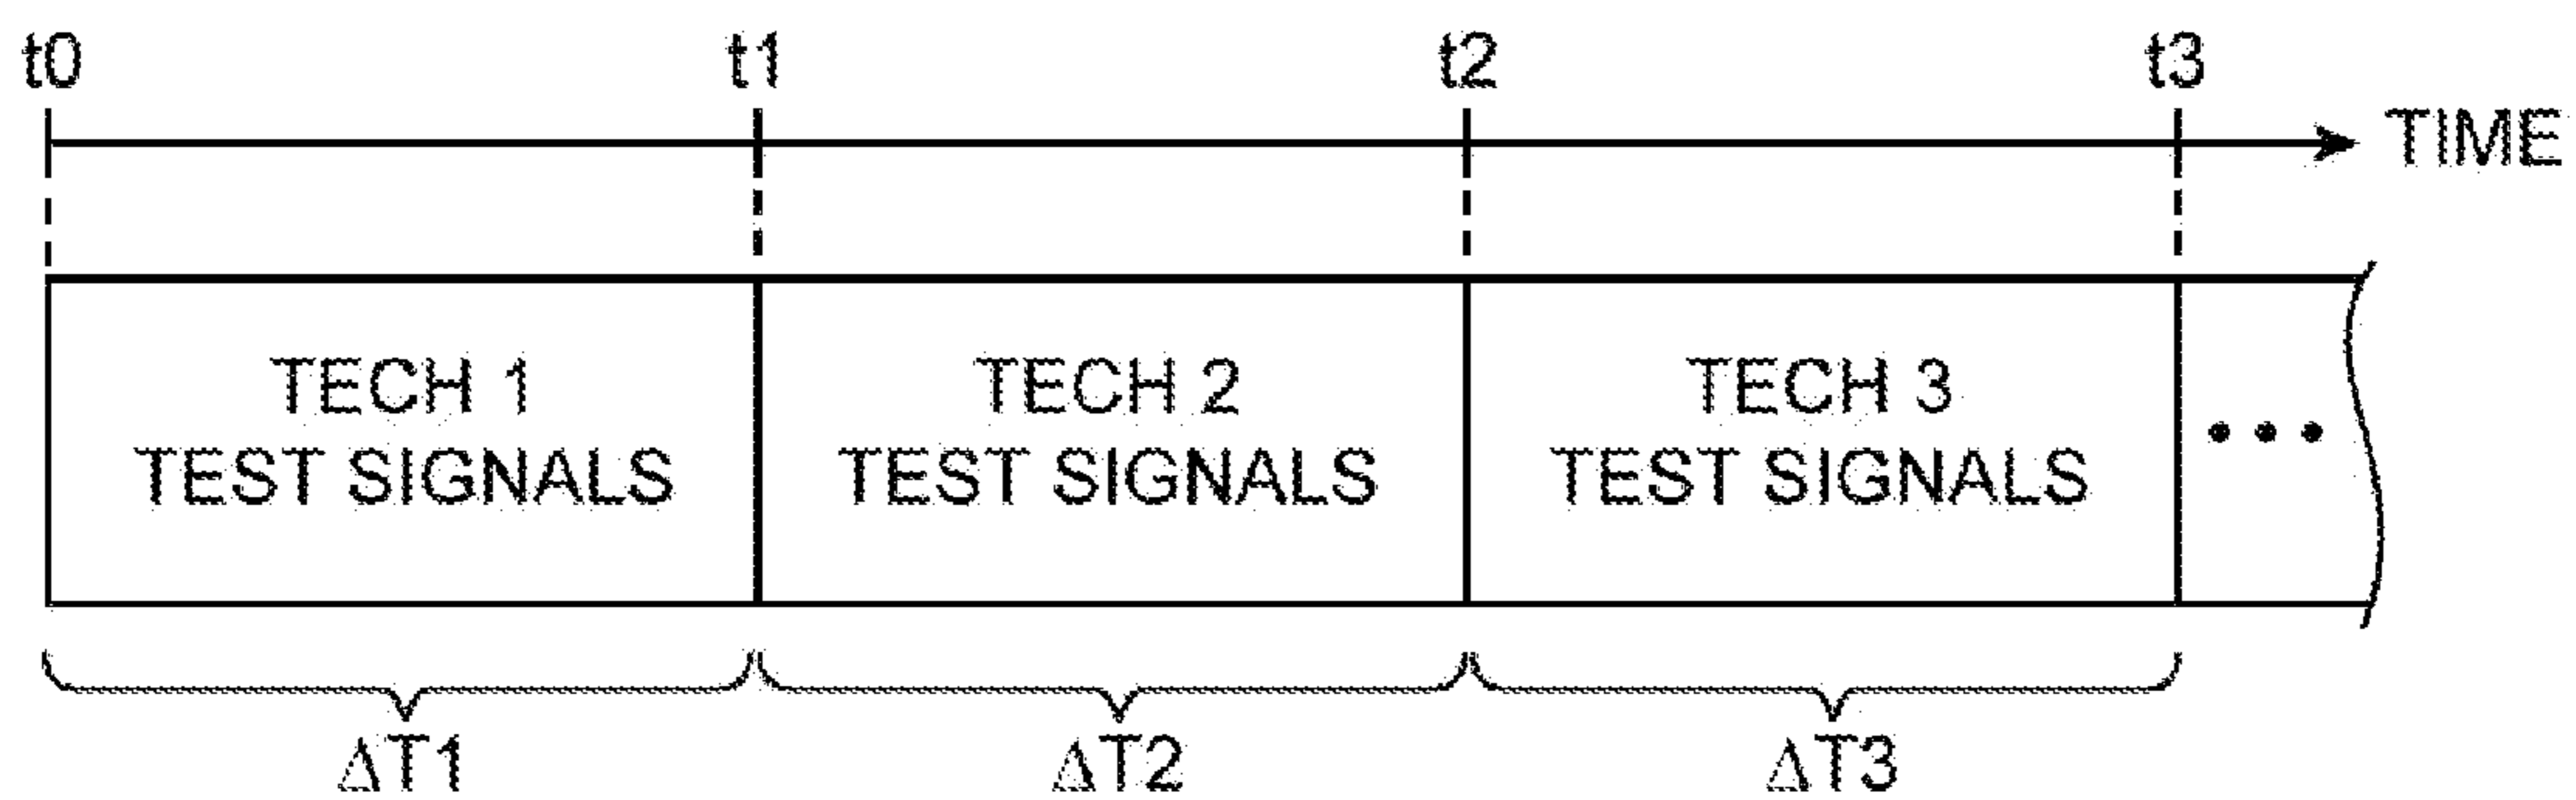 t0 t1 t2 t3
TIME
TECH 1
TEST SIGNALS
TECH 2
TEST SIGNALS
TECH 3
TEST SIGNALS
•••
ΔT1 ΔT2 ΔT3